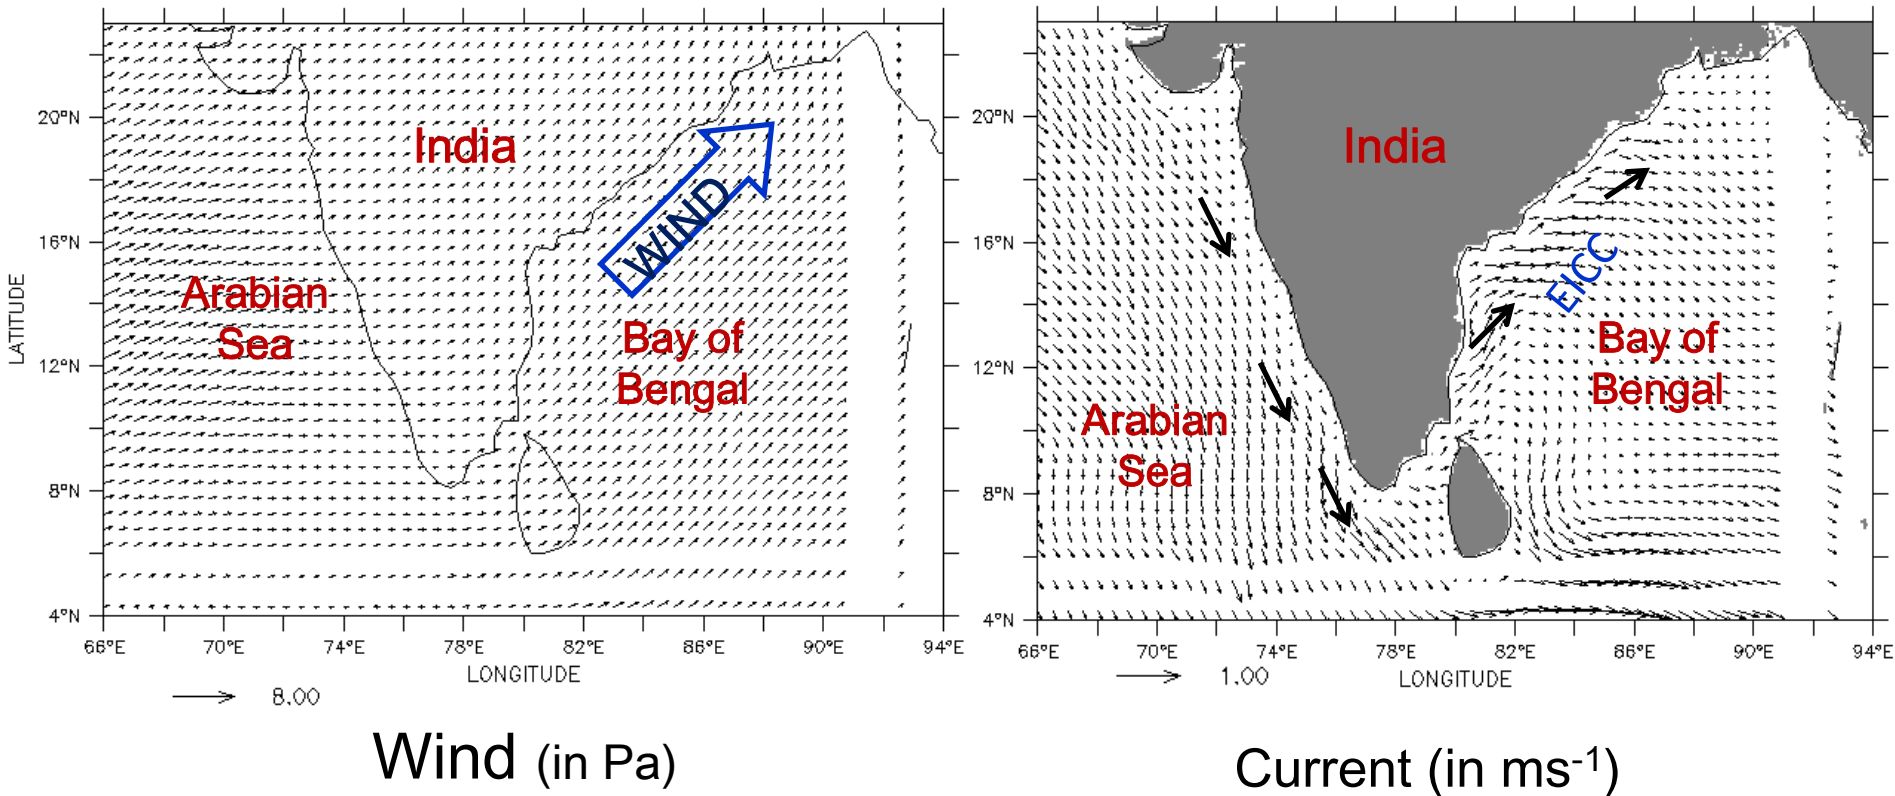 India
WIND
Arabian
Sea
Bay of
Bengal
20°N
16°N
12°N
8°N
4°N
LATITUDE
66°E 70°E 74°E 78°E 82°E 86°E 90°E 94°E
LONGITUDE
8.00
Wind (in Pa)
India
EICC
Bay of
Bengal
Arabian
Sea
20°N
16°N
12°N
8°N
4°N
66°E 70°E 74°E 78°E 82°E 86°E 90°E 94°E
1.00 LONGITUDE
Current (in ms-1)